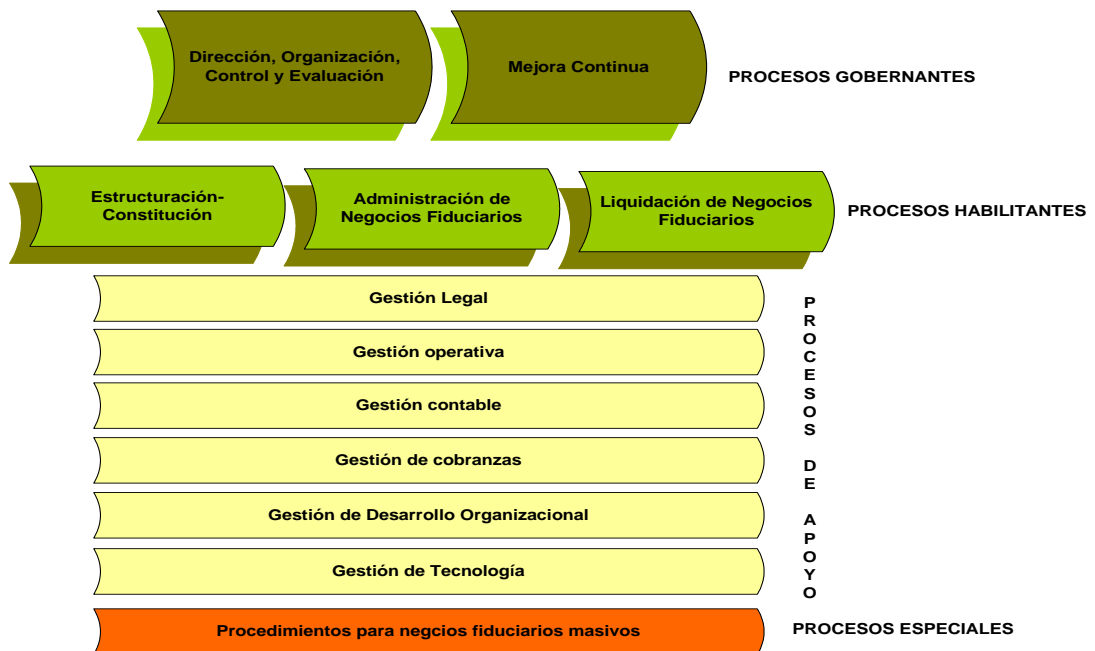 Dirección, Organización,
Control y Evaluación
Mejora Continua
PROCESOS GOBERNANTES
Estructuración-
Constitución
Administración de
Negocios Fiduciarios
Liquidación de Negocios
Fiduciarios
PROCESOS HABILITANTES
Gestión Legal
Gestión operativa
Gestión contable
Gestión de cobranzas
Gestión de Desarrollo Organizacional
Gestión de Tecnología
PROCESOS DE APOYO
Procedimientos para negcios fiduciarios masivos
PROCESOS ESPECIALES